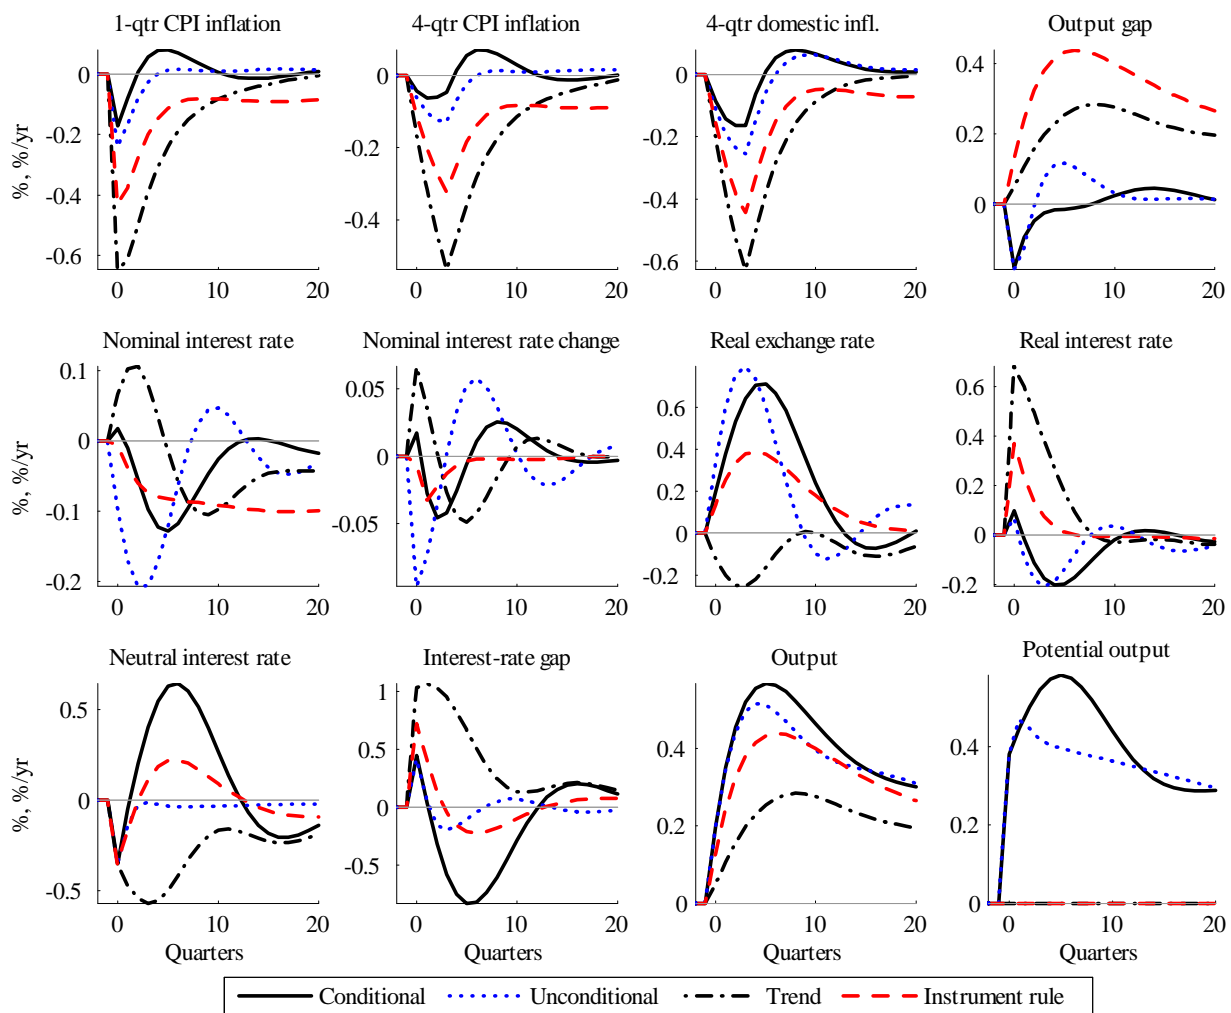 1-qtr CPI inflation
4-qtr CPI inflation
4-qtr domestic infl.
Output gap
%, %/yr
0
-0.2
-0.4
-0.6
0 10 20
0
-0.2
-0.4
0 10 20
0
-0.2
-0.4
-0.6
0 10 20
0.4
0.2
0
0 10 20
Nominal interest rate
Nominal interest rate change
Real exchange rate
Real interest rate
%, %/yr
0.1
0
-0.1
-0.2
0 10 20
0.05
0
-0.05
0 10 20
0.6
0.4
0.2
0
-0.2
0 10 20
0.6
0.4
0.2
0
-0.2
0 10 20
Neutral interest rate
Interest-rate gap
Output
Potential output
%, %/yr
0.5
0
-0.5
0 10 20
Quarters
1
0.5
0
-0.5
0 10 20
Quarters
0.4
0.2
0
0 10 20
Quarters
0.4
0.2
0
0 10 20
Quarters
Conditional Unconditional Trend Instrument rule